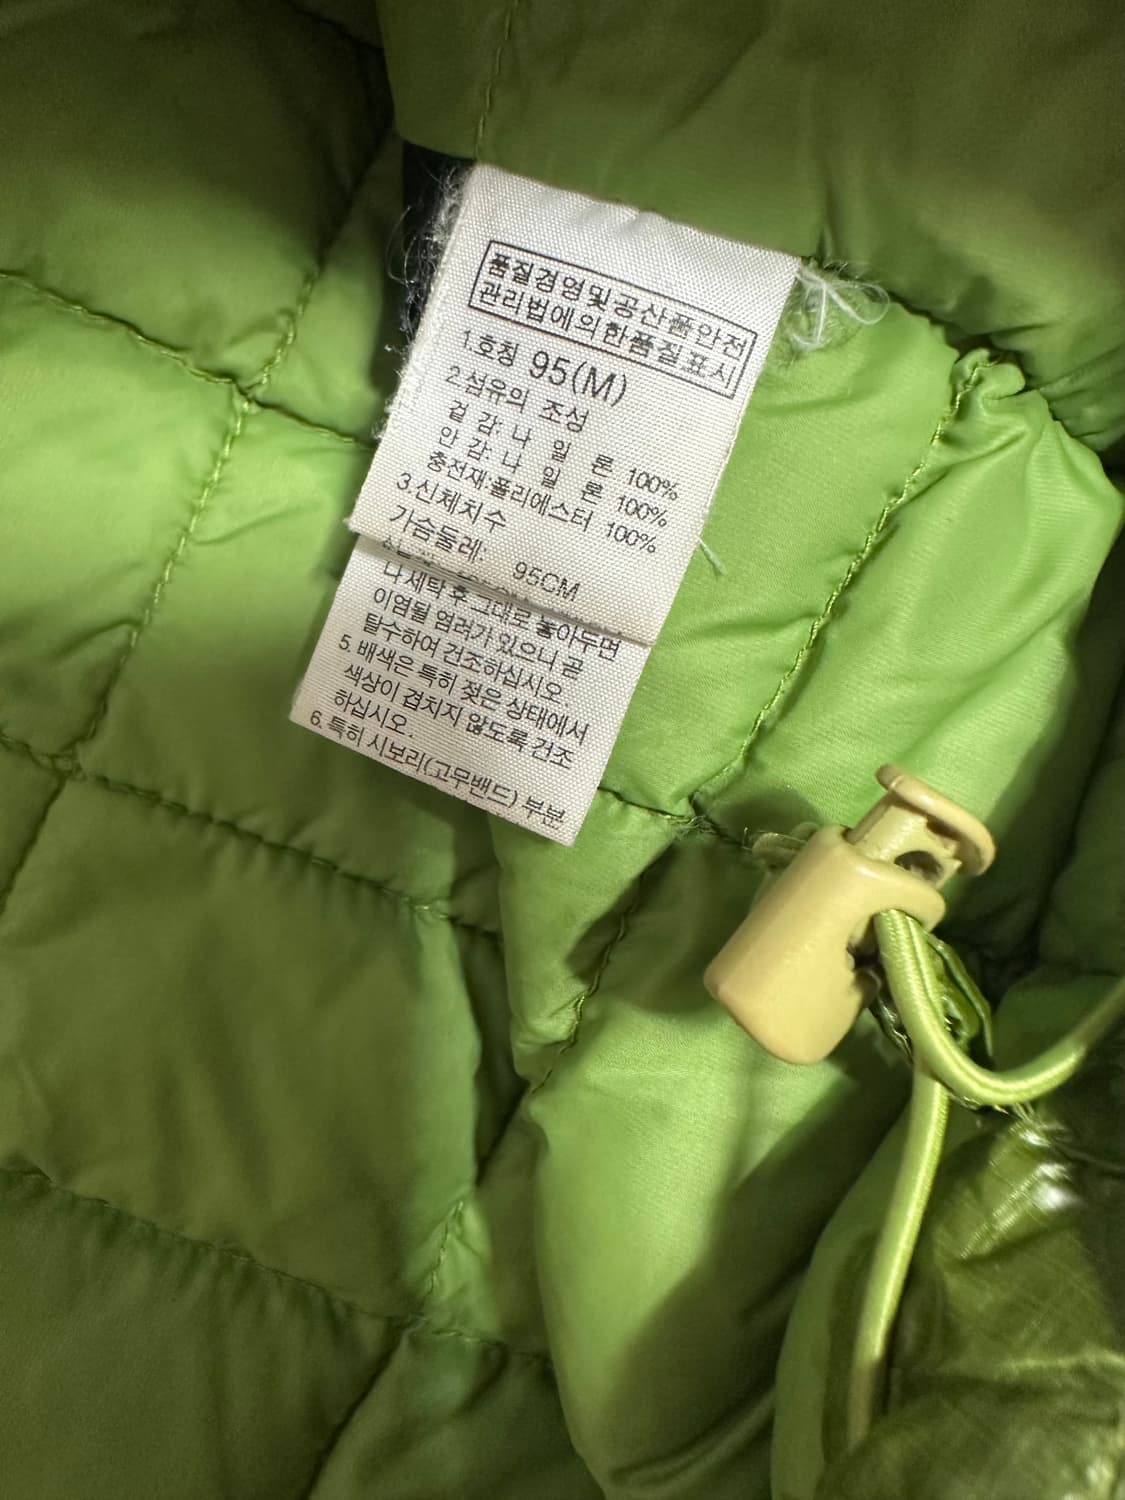 품질경영및공산품안전
관리법에의한품질표시
1.호칭 95(M)
2.섬유의 조성
겉 감: 나 일 론 100%
안 감: 나 일 론 100%
충전재:폴리에스터 100%
3.신체치수
가슴둘레: 95CM
나 세탁 후 그대로 놓아두면
이염될 염려가 있으니 곧
탈수하여 건조하십시오.
5. 배색은 특히 젖은 상태에서
색상이 겹치지 않도록 건조
하십시오.
6. 특히 시보리(고무밴드) 부분